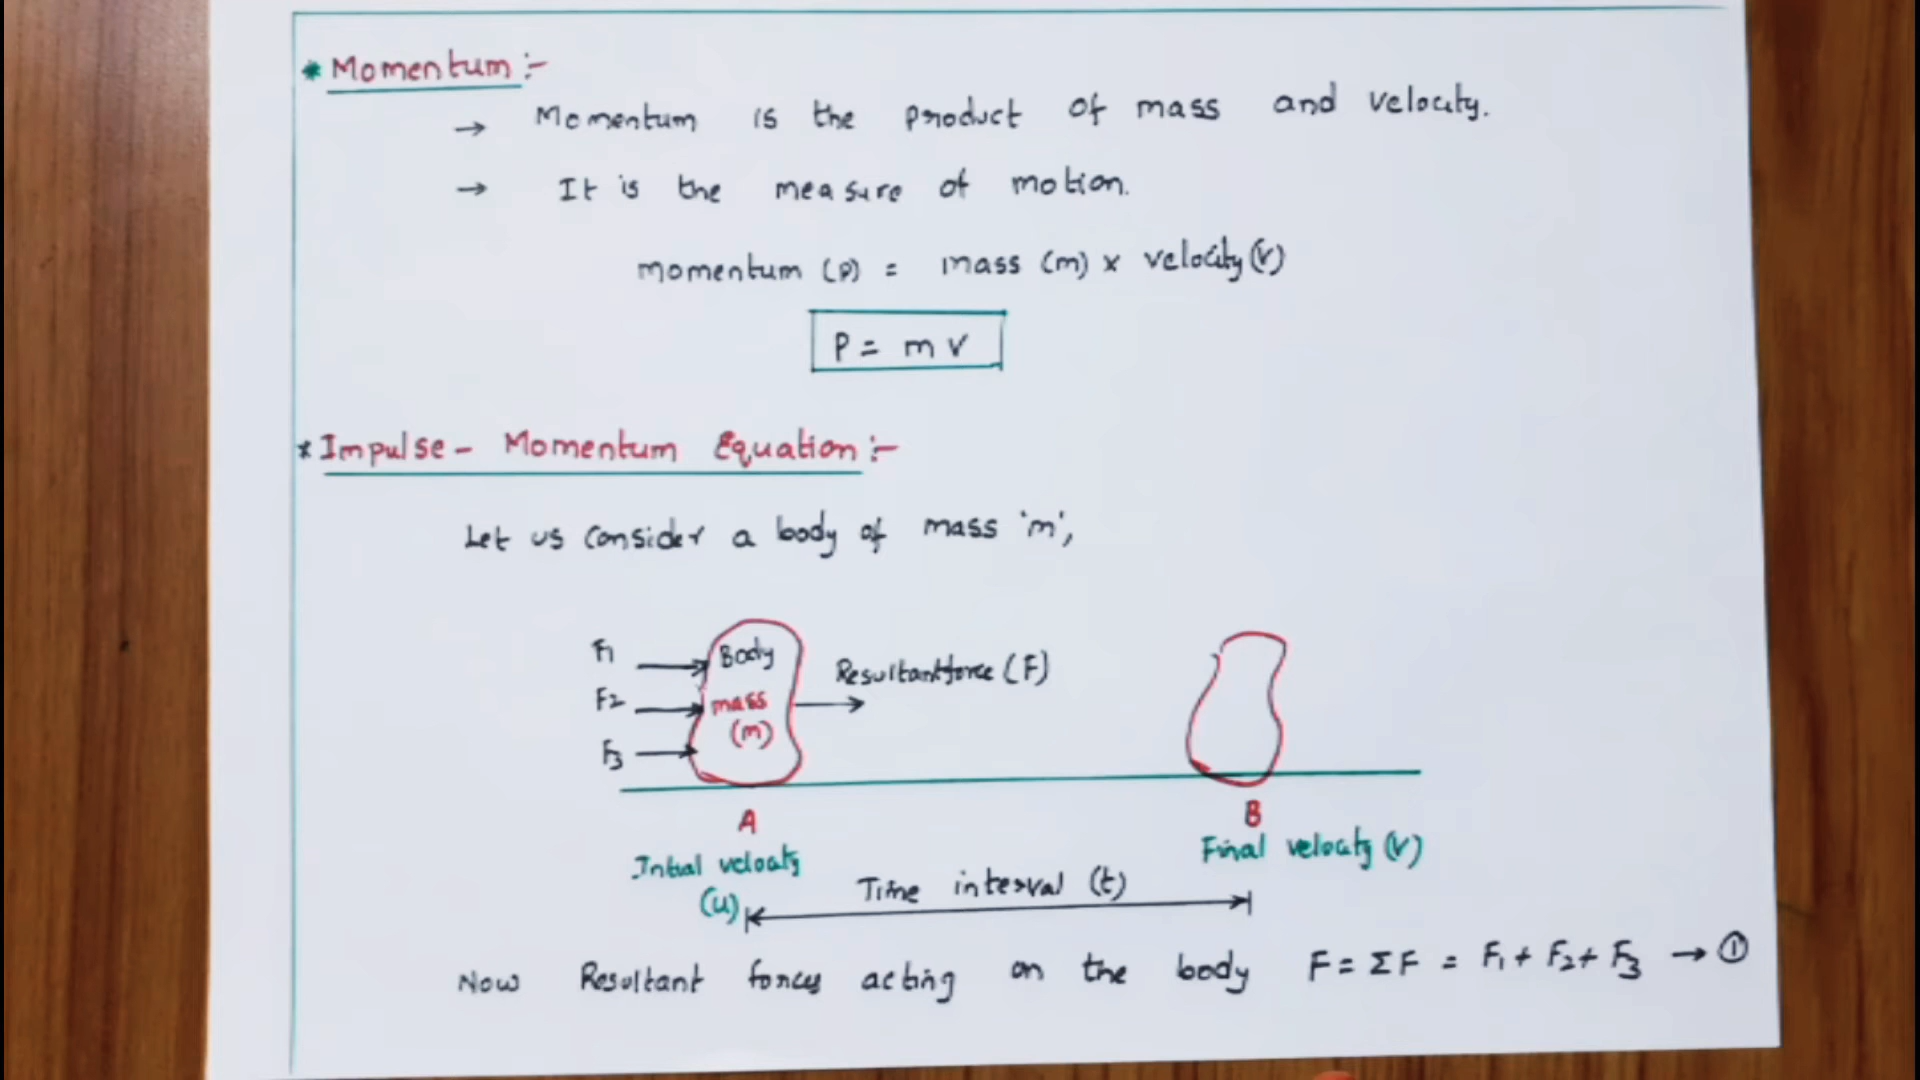 * Momentum :-
→ Momentum is the product of mass and velocity.
→ It is the measure of motion.
momentum (p) = mass (m) x velocity (v)
P = m v
* Impulse - Momentum Equation :-
Let us consider a body of mass 'm',
F1
F2
F3
Body
mass
(m)
Resultant force (F)
A
Initial velocity
(u)
B
Final velocity (v)
Time interval (t)
Now Resultant forces acting on the body F = ΣF = F1 + F2 + F3 → ①